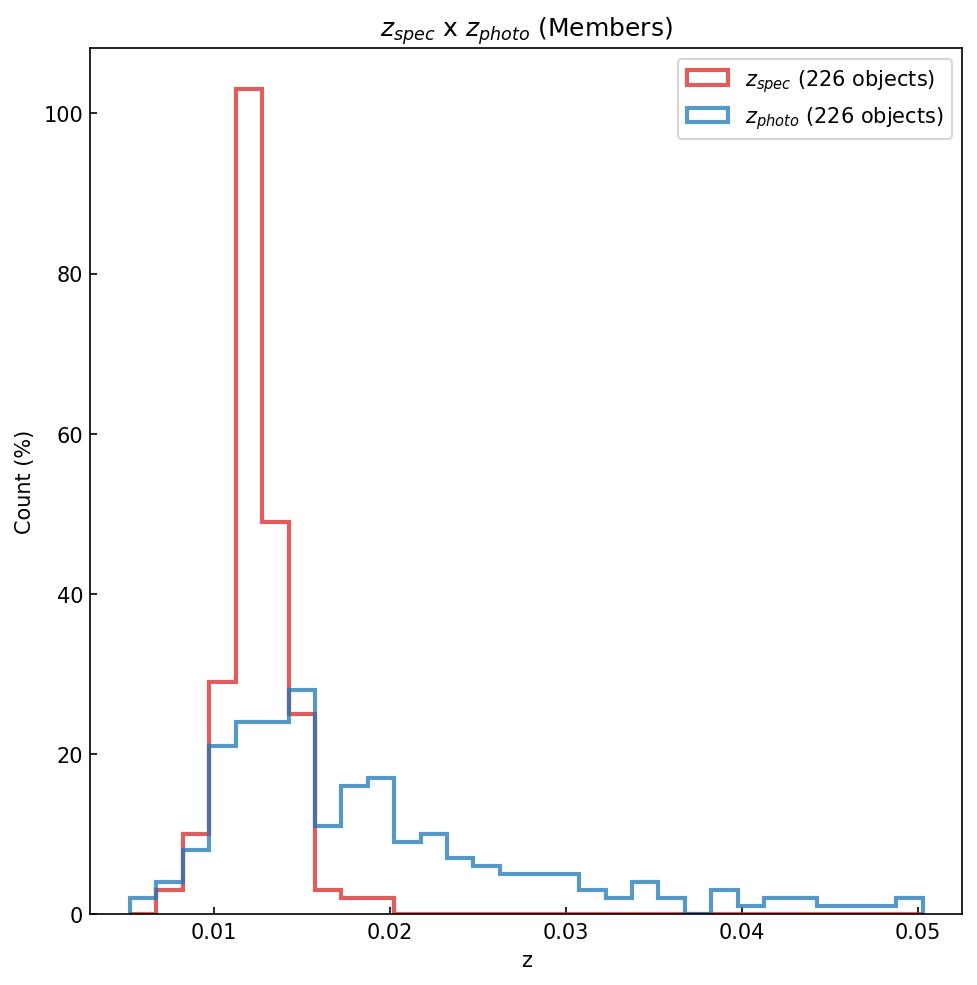 z_spec x z_photo (Members)
z_spec (226 objects)
z_photo (226 objects)
Count (%)
100
80
60
40
20
0
0.01 0.02 0.03 0.04 0.05
z